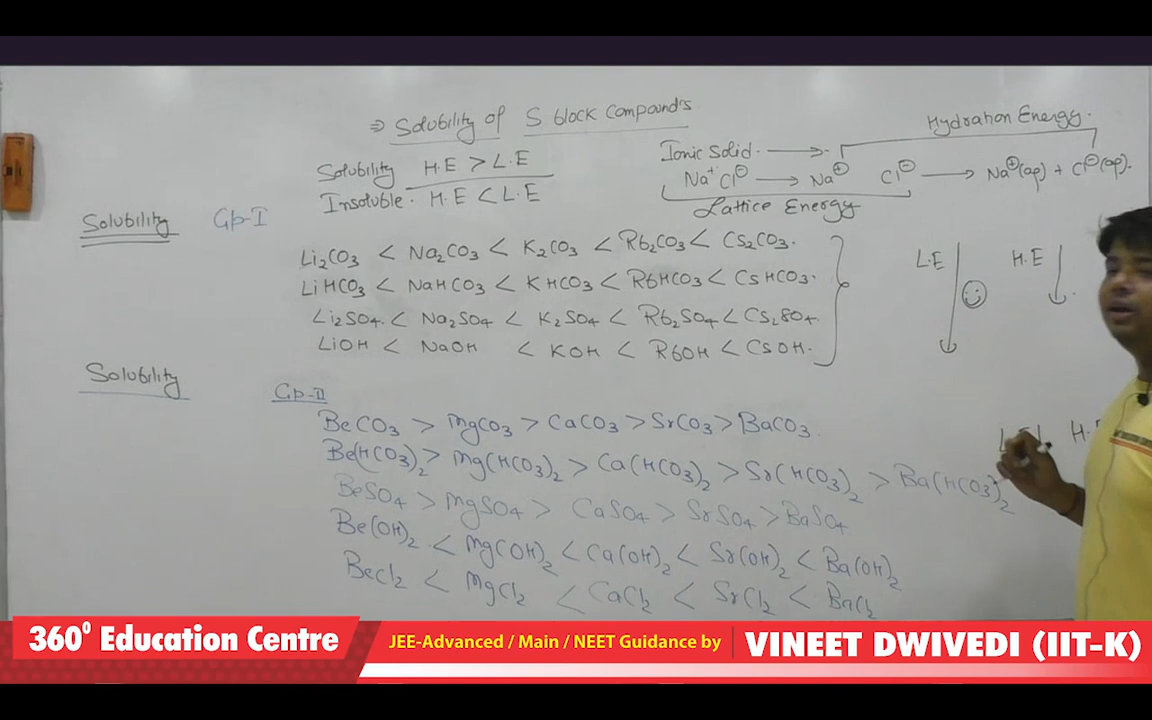 ⇒ Solubility of S block Compounds
Hydration Energy.
Solubility H.E > L.E
Insoluble. H.E < L.E
Ionic Solid. →
Na⁺Cl⊖ → Na⊕ Cl⊖ → Na⊕(aq) + Cl⊖(aq).
Lattice Energy
Solubility Gp-I
Li₂CO₃ < Na₂CO₃ < K₂CO₃ < Rb₂CO₃ < Cs₂CO₃.
LiHCO₃ < NaHCO₃ < KHCO₃ < RbHCO₃ < CsHCO₃.
Li₂SO₄. < Na₂SO₄ < K₂SO₄ < Rb₂SO₄ < Cs₂SO₄.
LiOH < NaOH < KOH < RbOH < CsOH.
L.E H.E
Solubility
Gp-II
BeCO₃ > MgCO₃ > CaCO₃ > SrCO₃ > BaCO₃.
Be(HCO₃)₂ > Mg(HCO₃)₂ > Ca(HCO₃)₂ > Sr(HCO₃)₂ > Ba(HCO₃)₂
BeSO₄ > MgSO₄ > CaSO₄ > SrSO₄ > BaSO₄
Be(OH)₂ < Mg(OH)₂ < Ca(OH)₂ < Sr(OH)₂ < Ba(OH)₂
BeCl₂ < MgCl₂ < CaCl₂ < SrCl₂ < BaCl₂
360⁰ Education Centre
JEE-Advanced / Main / NEET Guidance by VINEET DWIVEDI (IIT-K)